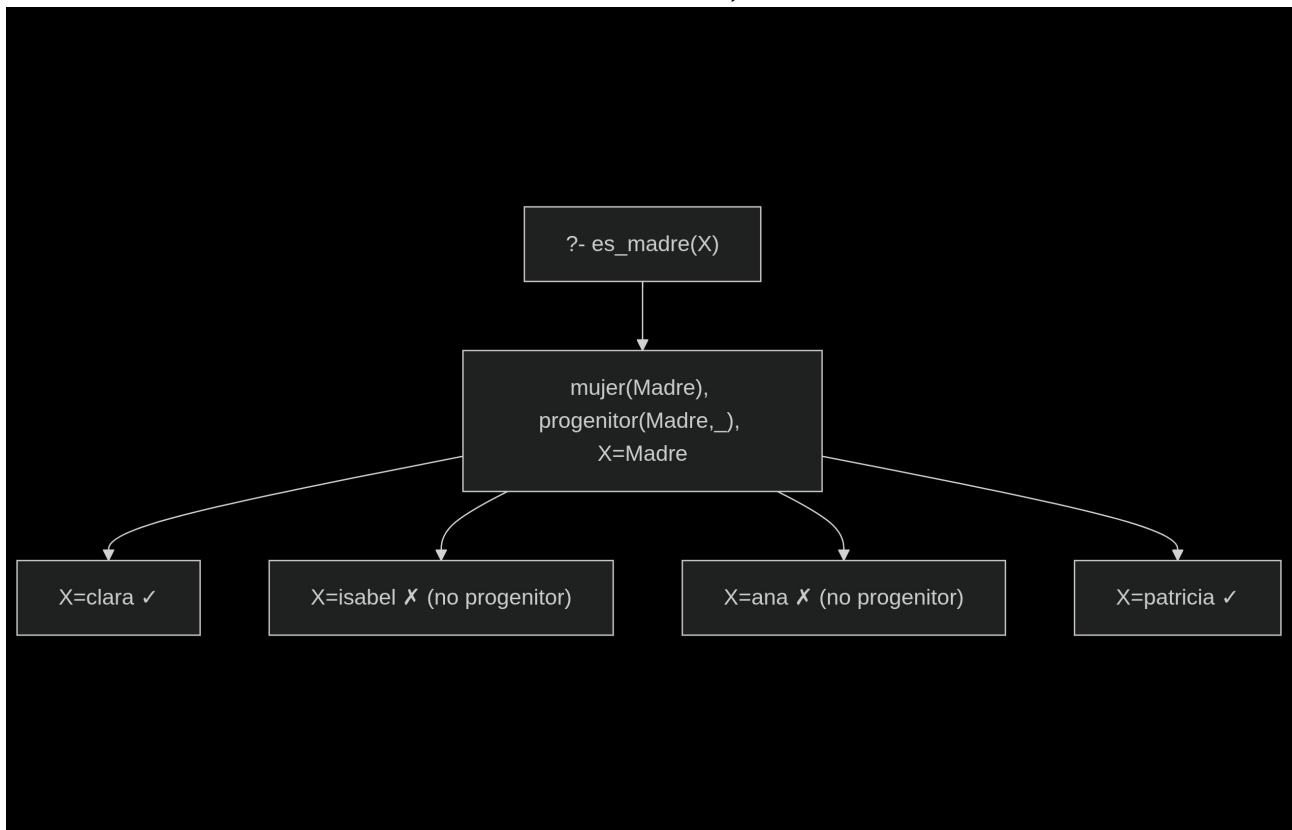 ?- es_madre(X)
mujer(Madre),
progenitor(Madre,_),
X=Madre
X=clara ✓
X=isabel ✗ (no progenitor)
X=ana ✗ (no progenitor)
X=patricia ✓